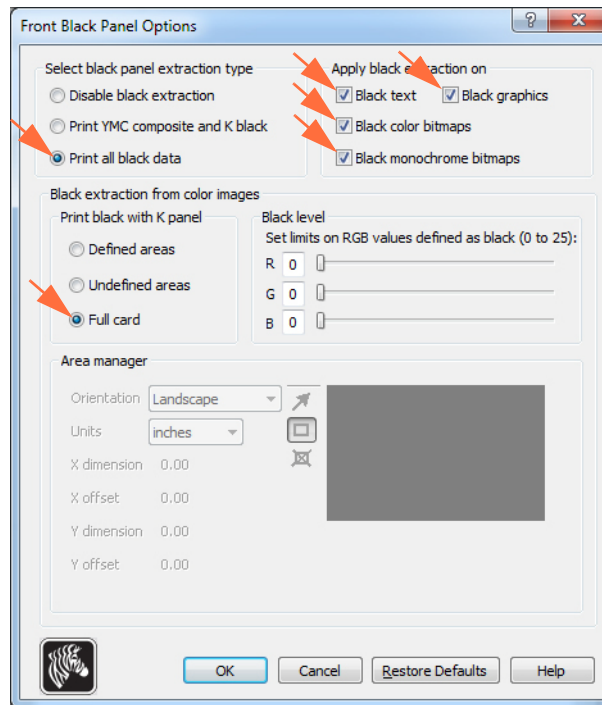 Front Black Panel Options
Select black panel extraction type
Disable black extraction
Print YMC composite and K black
Print all black data
Apply black extraction on
Black text
Black graphics
Black color bitmaps
Black monochrome bitmaps
Black extraction from color images
Print black with K panel
Defined areas
Undefined areas
Full card
Black level
Set limits on RGB values defined as black (0 to 25):
R 0
G 0
B 0
Area manager
Orientation Landscape
Units inches
X dimension 0.00
X offset 0.00
Y dimension 0.00
Y offset 0.00
OK Cancel Restore Defaults Help